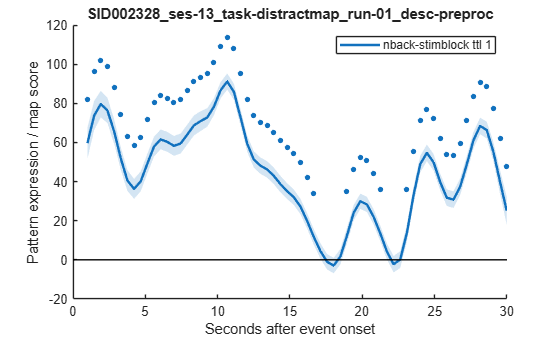 SID002328_ses-13_task-distractmap_run-01_desc-preproc
nback-stimblock ttl 1
Pattern expression / map score
120
100
80
60
40
20
0
-20
0 5 10 15 20 25 30
Seconds after event onset